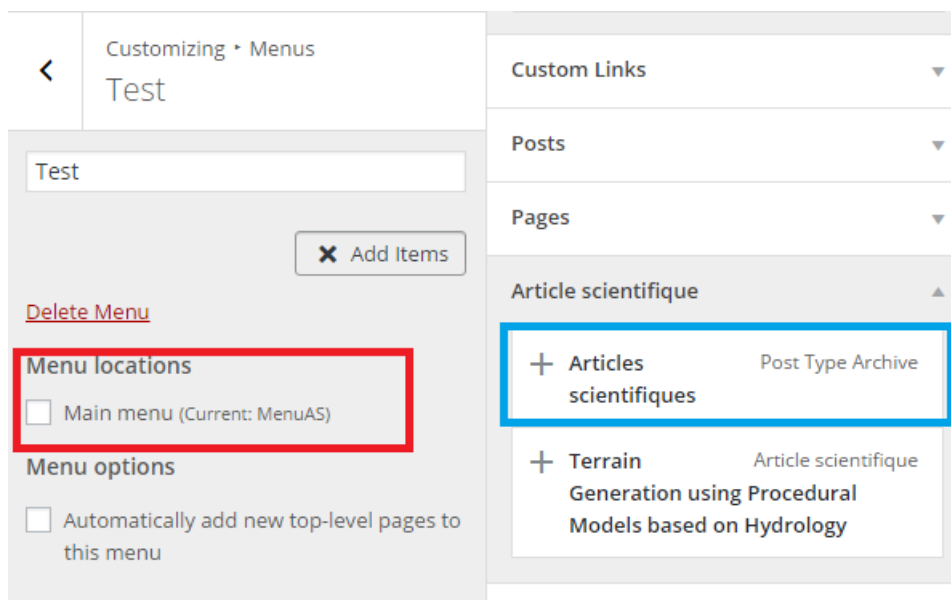 Customizing ‣ Menus
Test
Test
Add Items
Delete Menu
Menu locations
Main menu (Current: MenuAS)
Menu options
Automatically add new top-level pages to
this menu
Custom Links
Posts
Pages
Article scientifique
Articles Post Type Archive
scientifiques
Terrain Article scientifique
Generation using Procedural
Models based on Hydrology